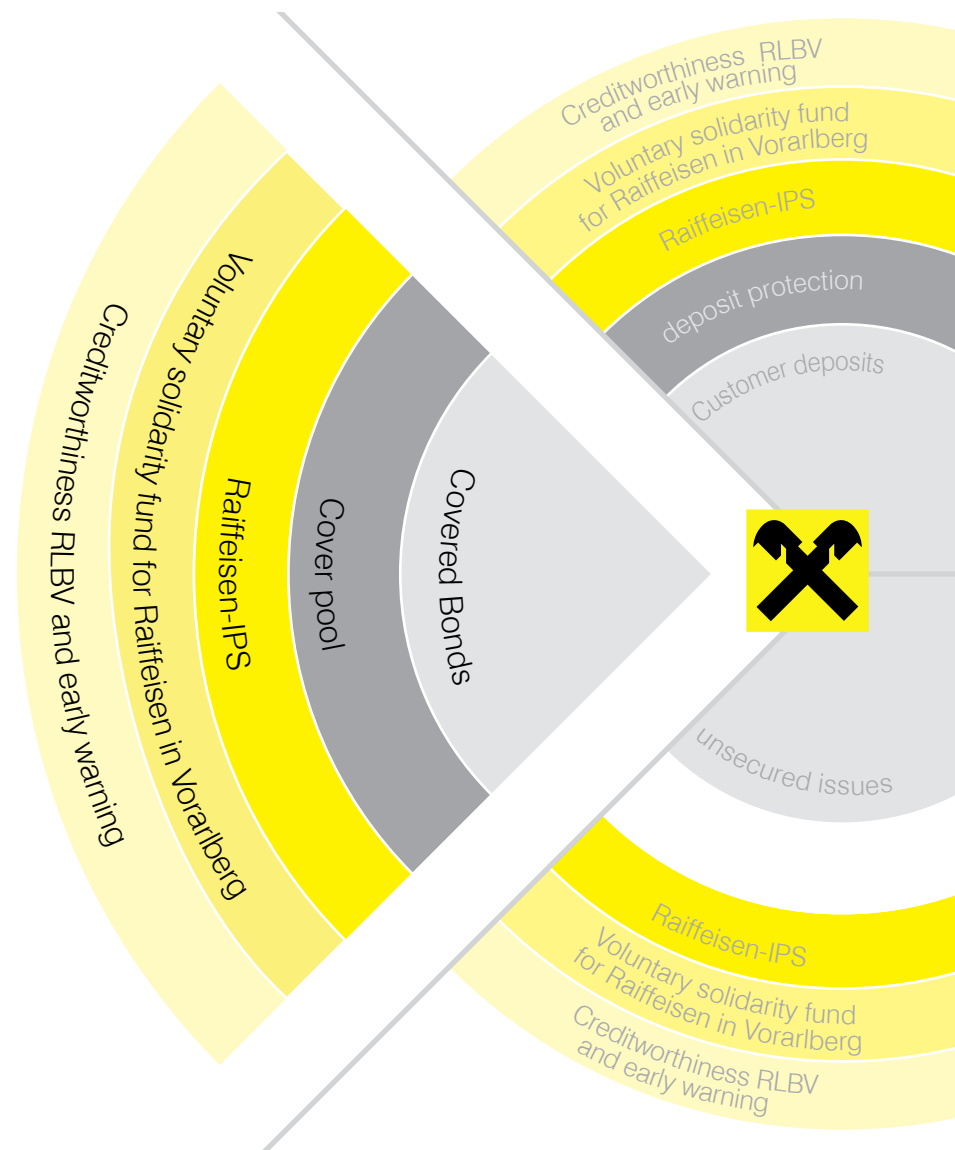 Creditworthiness RLBV and early warning
Voluntary solidarity fund for Raiffeisen in Vorarlberg
Raiffeisen-IPS
Cover pool
Covered Bonds
Creditworthiness RLBV
and early warning
Voluntary solidarity fund
for Raiffeisen in Vorarlberg
Raiffeisen-IPS
deposit protection
Customer deposits
unsecured issues
Raiffeisen-IPS
Voluntary solidarity fund
for Raiffeisen in Vorarlberg
Creditworthiness RLBV
and early warning